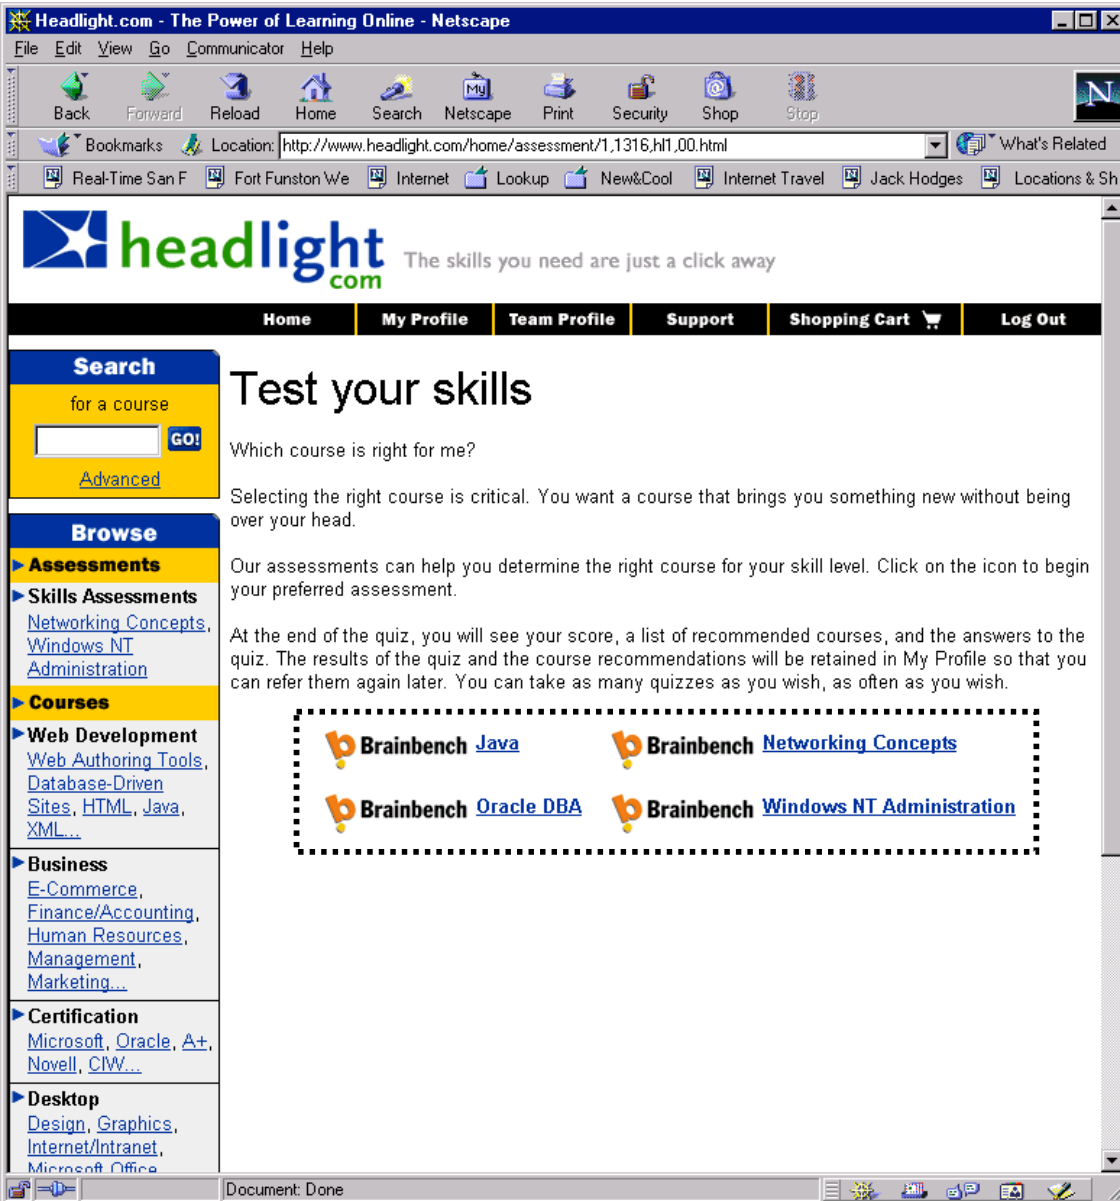 Headlight.com - The Power of Learning Online - Netscape
File Edit View Go Communicator Help
Back Forward Reload Home Search Netscape Print Security Shop Stop
Bookmarks Location: http://www.headlight.com/home/assessment/1,1316,hl1,00.html What's Related
Real-Time San F Fort Funston We Internet Lookup New&Cool Internet Travel Jack Hodges Locations & Sh
headlight
com
The skills you need are just a click away
Home My Profile Team Profile Support Shopping Cart Log Out
Search
for a course
GO!
Advanced
Browse
Assessments
Skills Assessments
Networking Concepts,
Windows NT
Administration
Courses
Web Development
Web Authoring Tools,
Database-Driven
Sites, HTML, Java,
XML...
Business
E-Commerce,
Finance/Accounting,
Human Resources,
Management,
Marketing...
Certification
Microsoft, Oracle, A+,
Novell, CIW...
Desktop
Design, Graphics,
Internet/Intranet,
Microsoft Office
Test your skills
Which course is right for me?
Selecting the right course is critical. You want a course that brings you something new without being
over your head.
Our assessments can help you determine the right course for your skill level. Click on the icon to begin
your preferred assessment.
At the end of the quiz, you will see your score, a list of recommended courses, and the answers to the
quiz. The results of the quiz and the course recommendations will be retained in My Profile so that you
can refer them again later. You can take as many quizzes as you wish, as often as you wish.
Brainbench Java Brainbench Networking Concepts
Brainbench Oracle DBA Brainbench Windows NT Administration
Document: Done